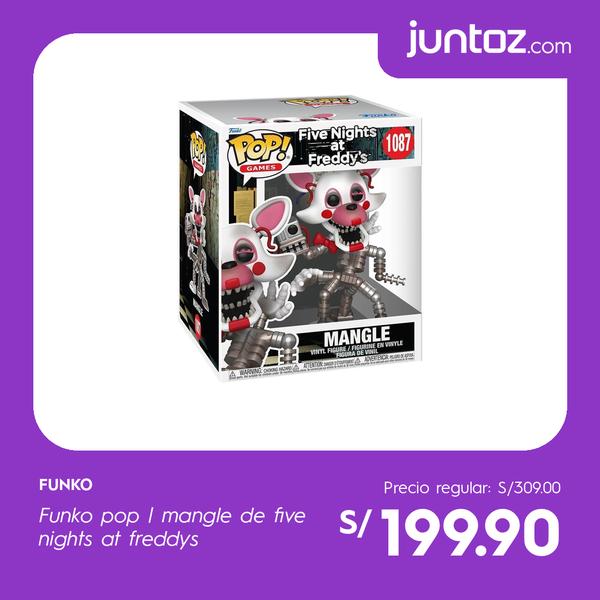 juntoz.com
Funko
POP!
GAMES
Five Nights
at
Freddy's
1087
MANGLE
VINYL FIGURE / FIGURINE EN VINYLE
FIGURA DE VINIL
FUNKO
Precio regular: S/309.00
Funko pop | mangle de five
nights at freddys
S/199.90